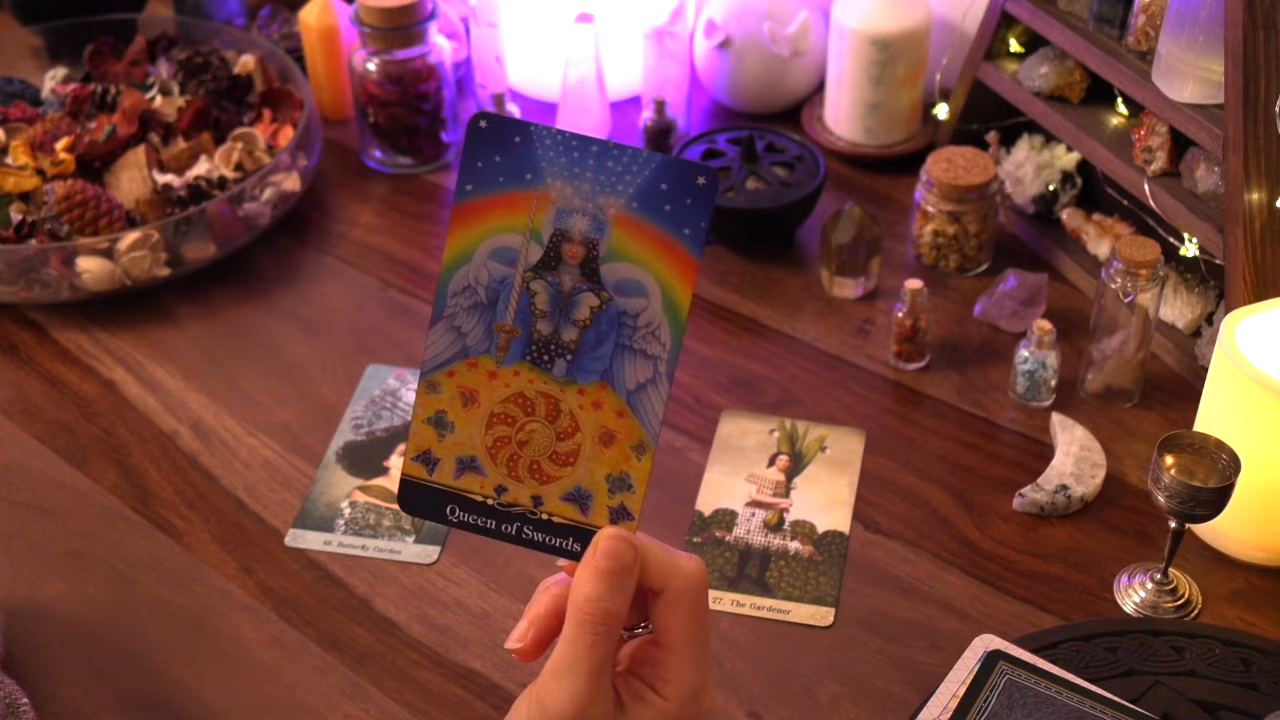 Queen of Swords
48. Butterfly Garden
27. The Gardener